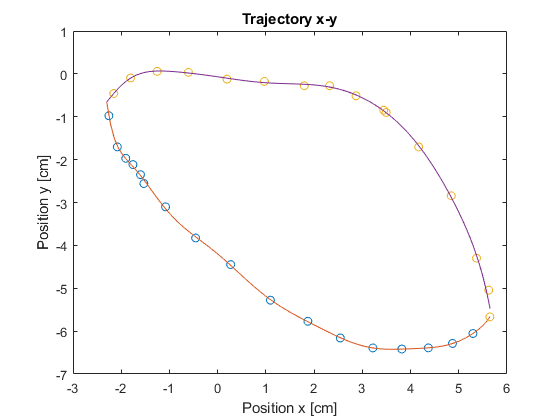 Trajectory x-y
1
0
-1
-2
-3
-4
-5
-6
-7
Position y [cm]
-3 -2 -1 0 1 2 3 4 5 6
Position x [cm]